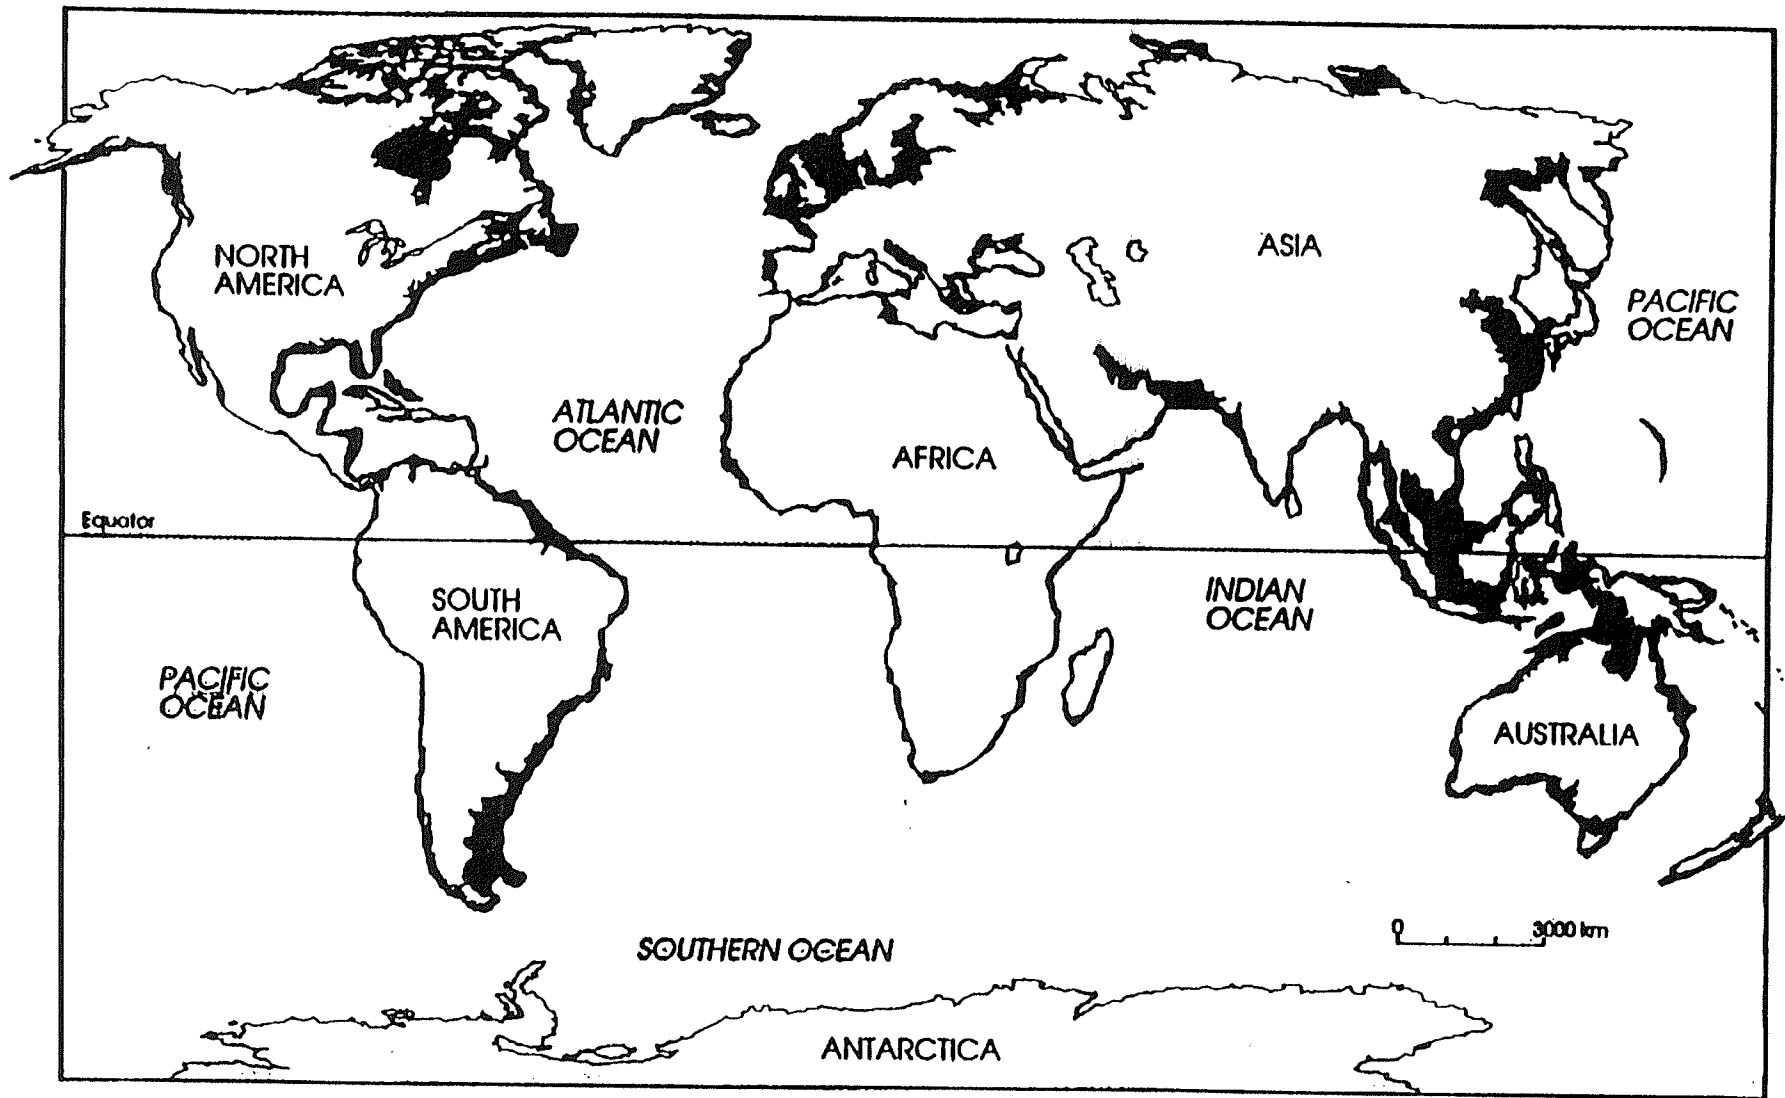 NORTH
AMERICA
ASIA
PACIFIC
OCEAN
ATLANTIC
OCEAN
AFRICA
Equator
SOUTH
AMERICA
INDIAN
OCEAN
PACIFIC
OCEAN
AUSTRALIA
0 3000 km
SOUTHERN OCEAN
ANTARCTICA